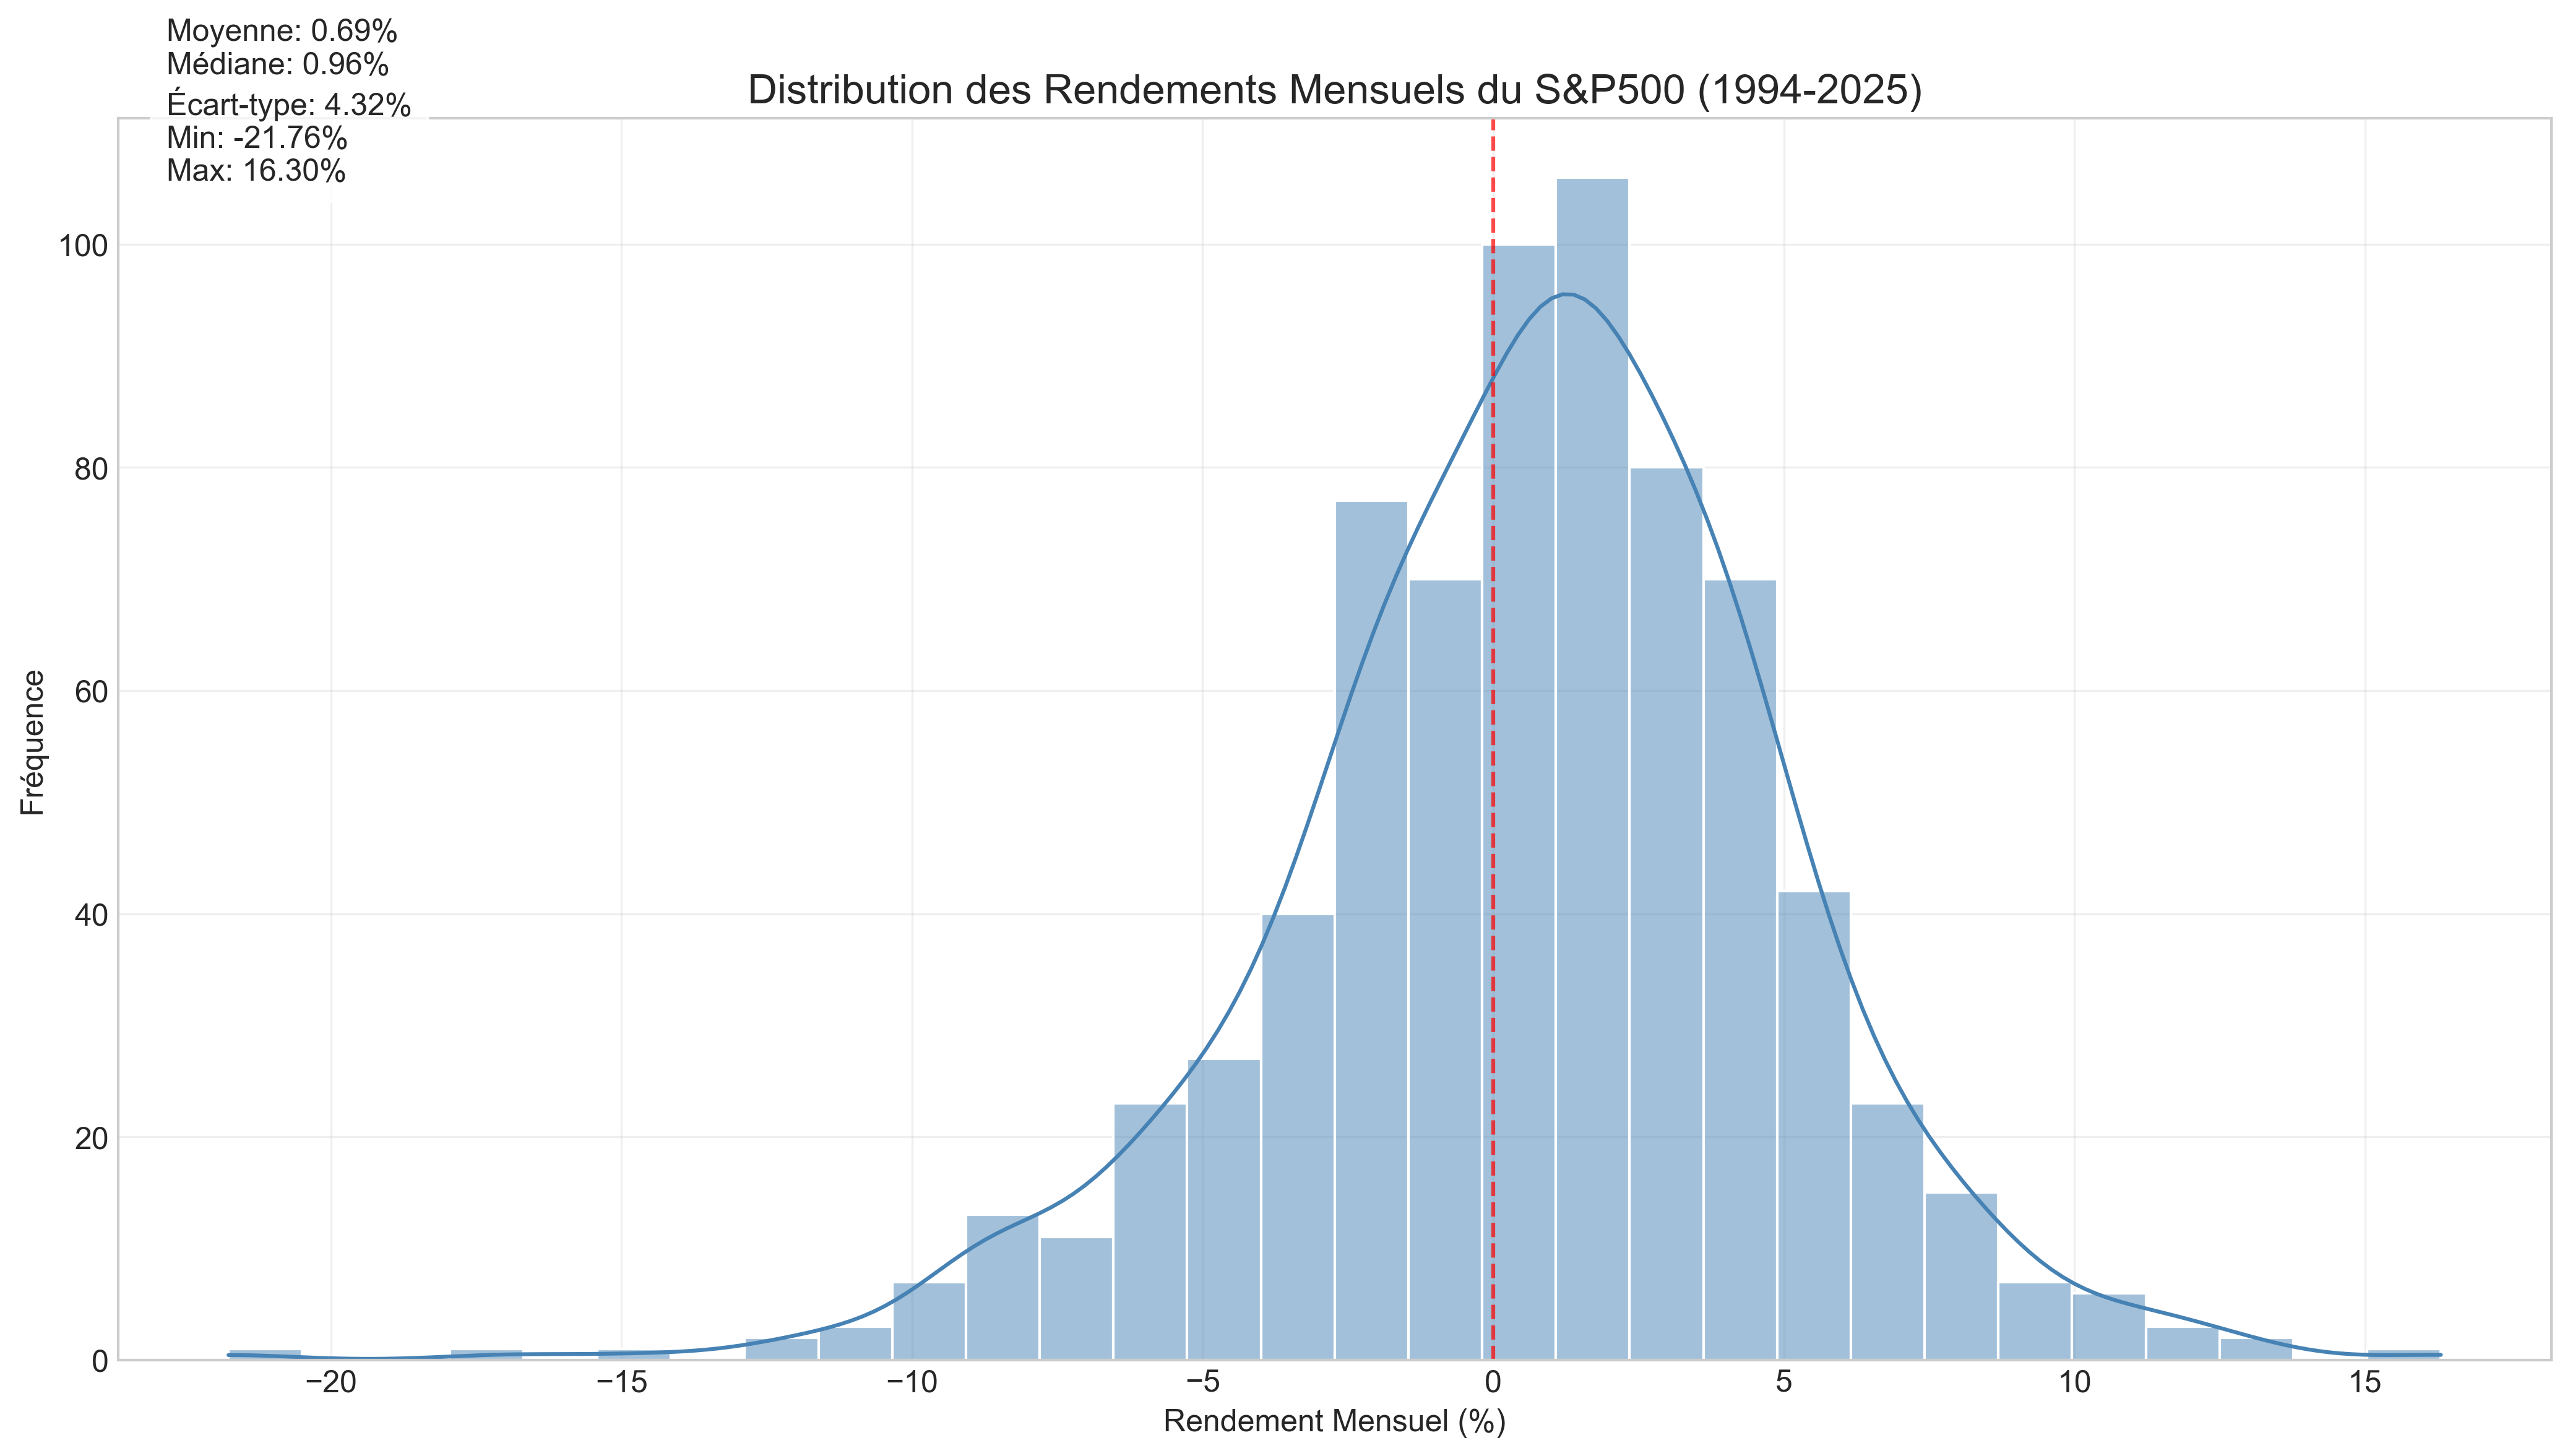 Moyenne: 0.69%
Médiane: 0.96%
Écart-type: 4.32%
Min: -21.76%
Max: 16.30%
Distribution des Rendements Mensuels du S&P500 (1994-2025)
Fréquence
100
80
60
40
20
0
−20 −15 −10 −5 0 5 10 15
Rendement Mensuel (%)